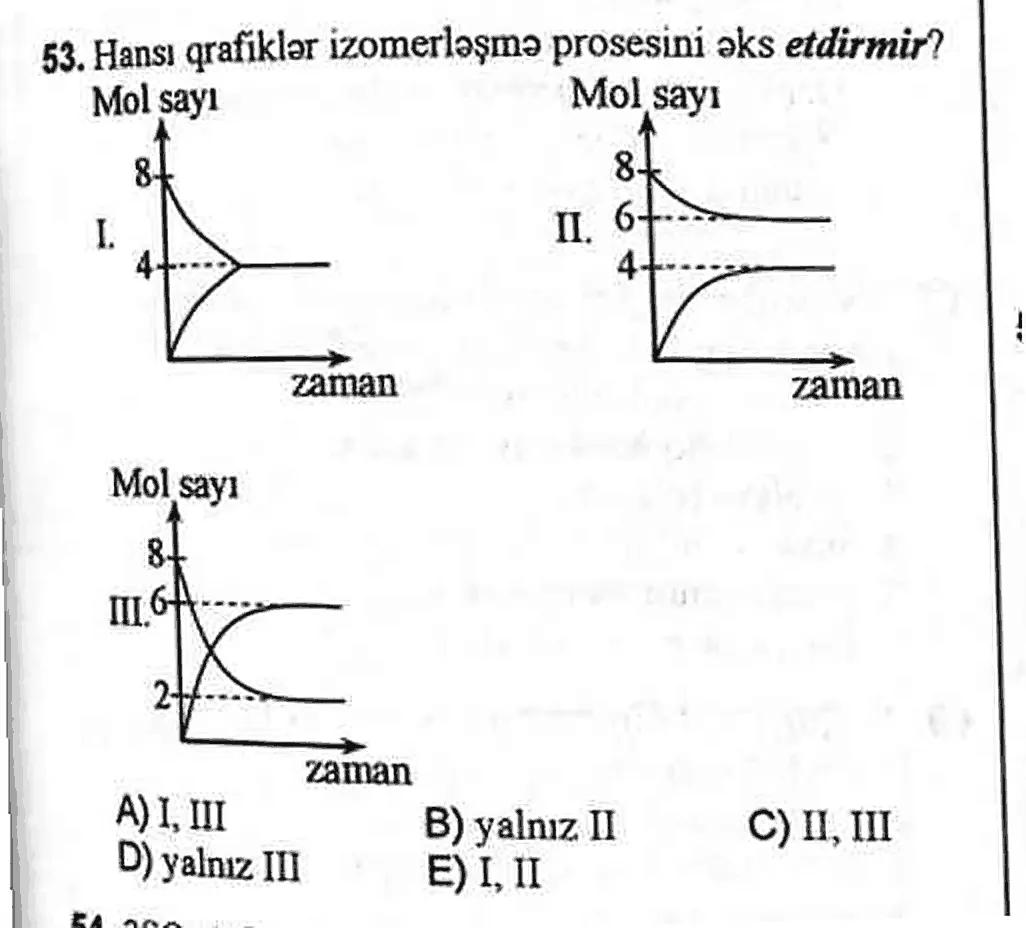 53. Hansı qrafiklər izomerləşmə prosesini əks etdirmir?
Mol sayı
8
I.
4
zaman
Mol sayı
8
II. 6
4
zaman
Mol sayı
8
III. 6
2
zaman
A) I, III B) yalnız II C) II, III
D) yalnız III E) I, II
54